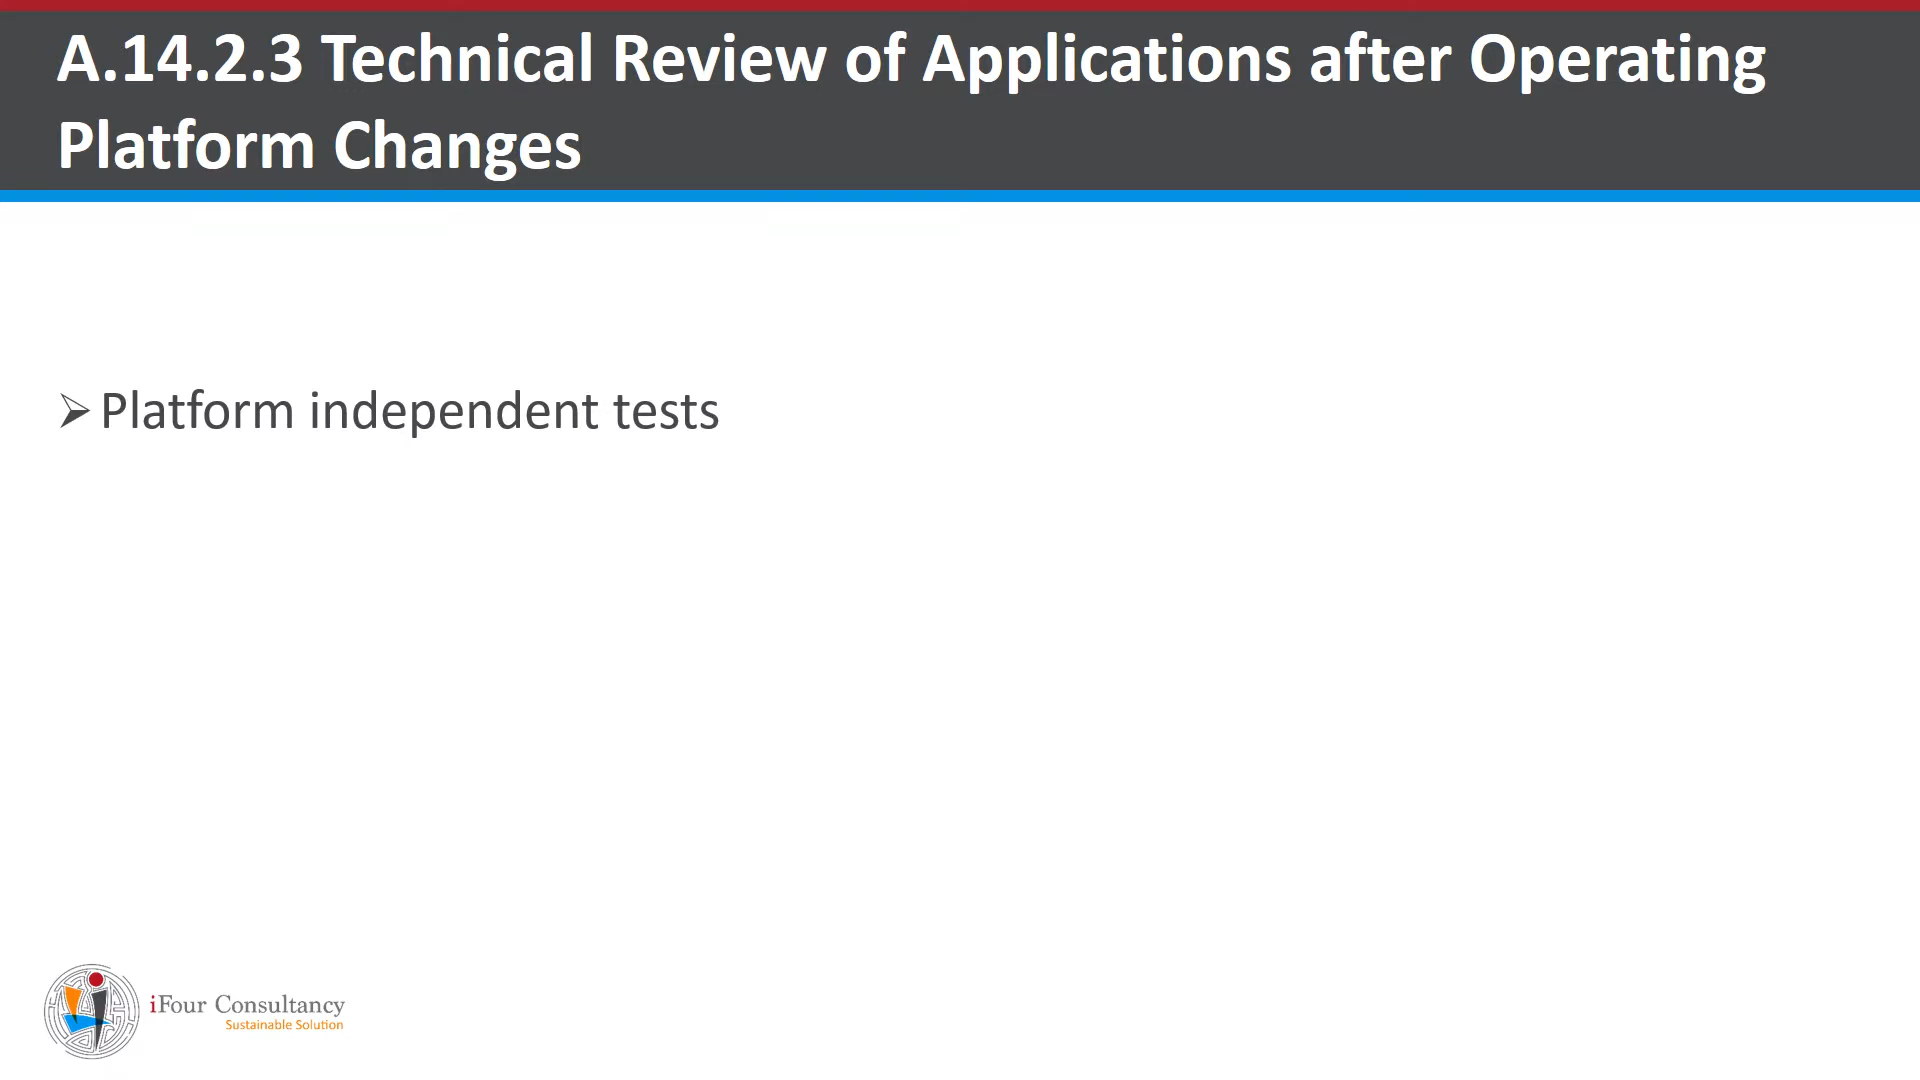 A.14.2.3 Technical Review of Applications after Operating
Platform Changes
Platform independent tests
iFour Consultancy
Sustainable Solution